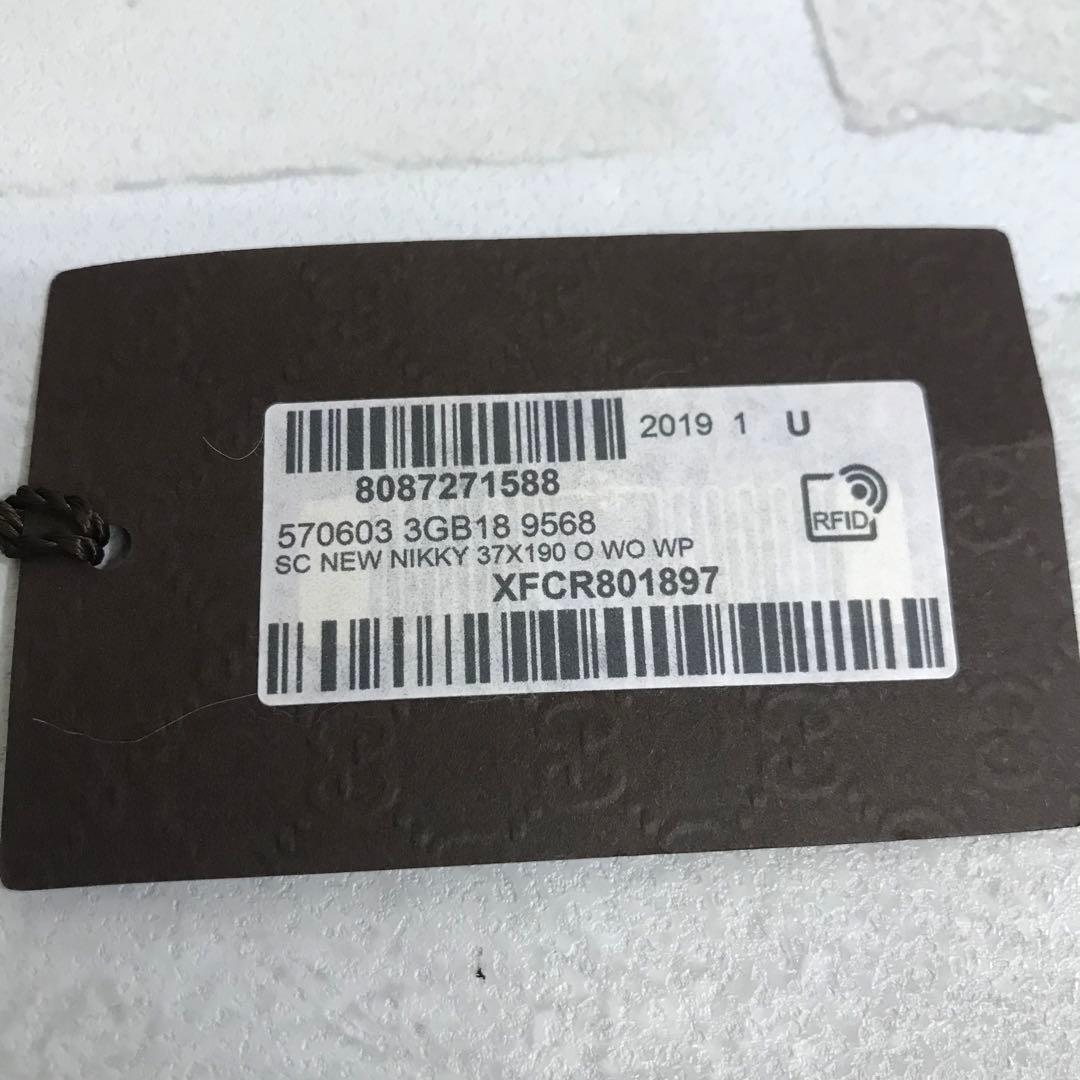 2019 1 U
8087271588
RFID
570603 3GB18 9568
SC NEW NIKKY 37X190 O WO WP
XFCR801897